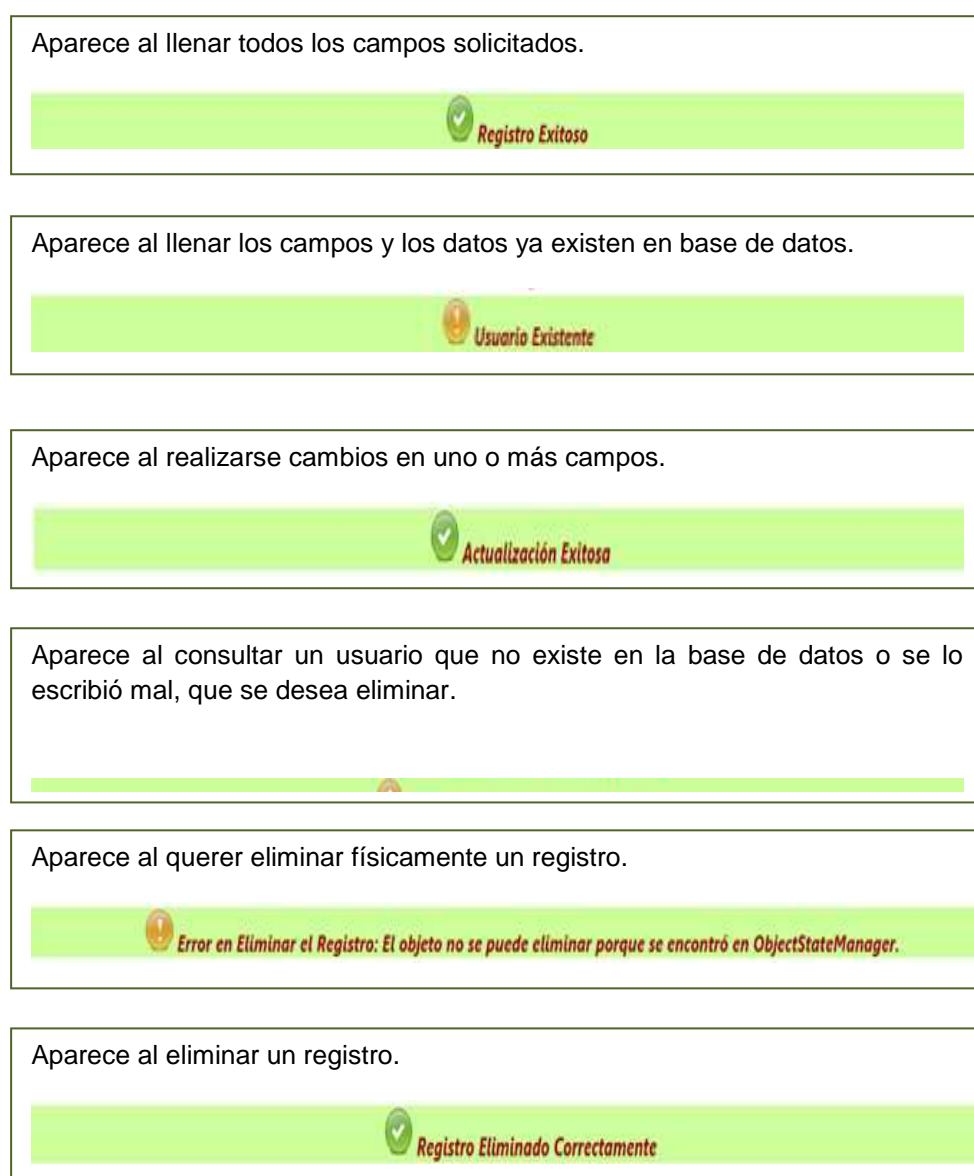 Aparece al llenar todos los campos solicitados.
Registro Exitoso
Aparece al llenar los campos y los datos ya existen en base de datos.
Usuario Existente
Aparece al realizarse cambios en uno o más campos.
Actualización Exitosa
Aparece al consultar un usuario que no existe en la base de datos o se lo
escribió mal, que se desea eliminar.
Aparece al querer eliminar físicamente un registro.
Error en Eliminar el Registro: El objeto no se puede eliminar porque se encontró en ObjectStateManager.
Aparece al eliminar un registro.
Registro Eliminado Correctamente